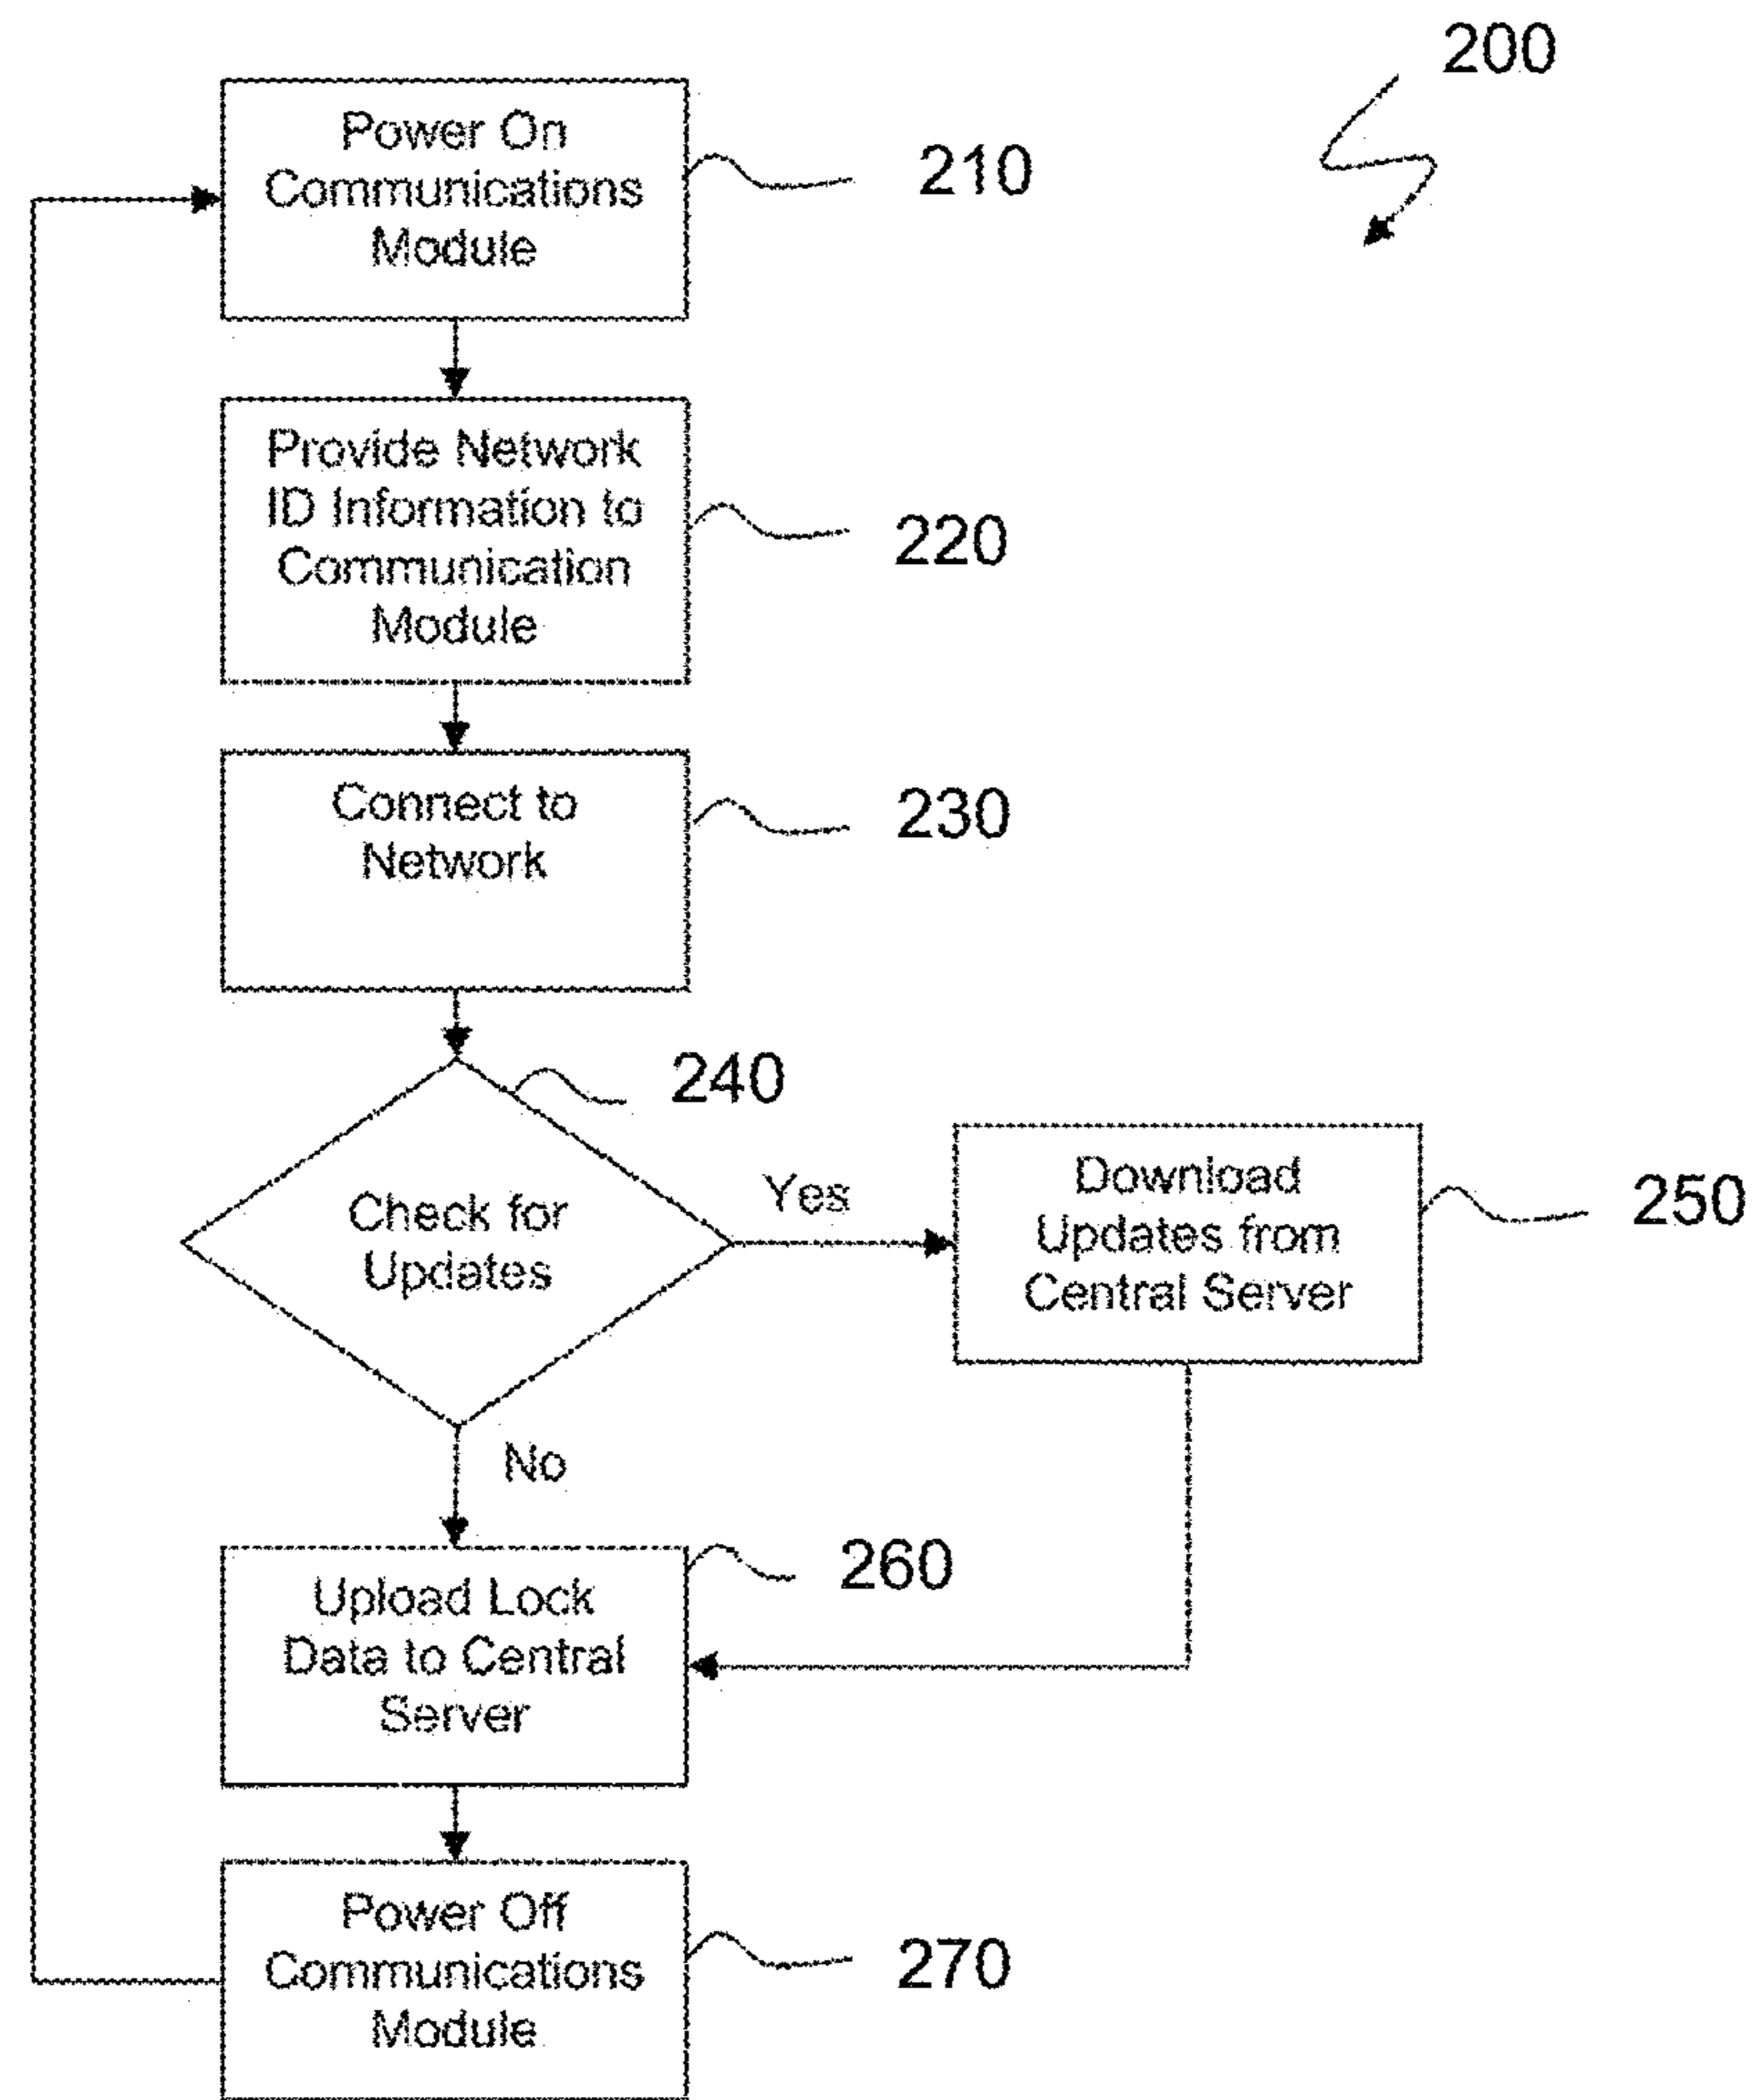 200
Power On
Communications
Module
210
Provide Network
ID Information to
Communication
Module
220
Connect to
Network
230
240
Check for
Updates
Yes
Download
Updates from
Central Server
250
No
260
Upload Lock
Data to Central
Server
Power Off
Communications
Module
270